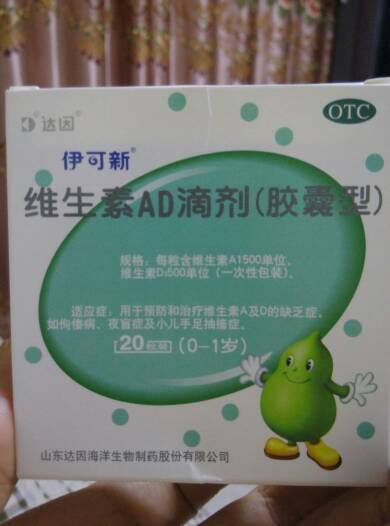 达因®
OTC
伊可新®
维生素AD滴剂(胶囊型)
规格：每粒含维生素A1500单位，
维生素D₃500单位（一次性包装）。
适应症：用于预防和治疗维生素A及D的缺乏症。
如佝偻病、夜盲症及小儿手足抽搐症。
20粒装 (0-1岁)
山东达因海洋生物制药股份有限公司